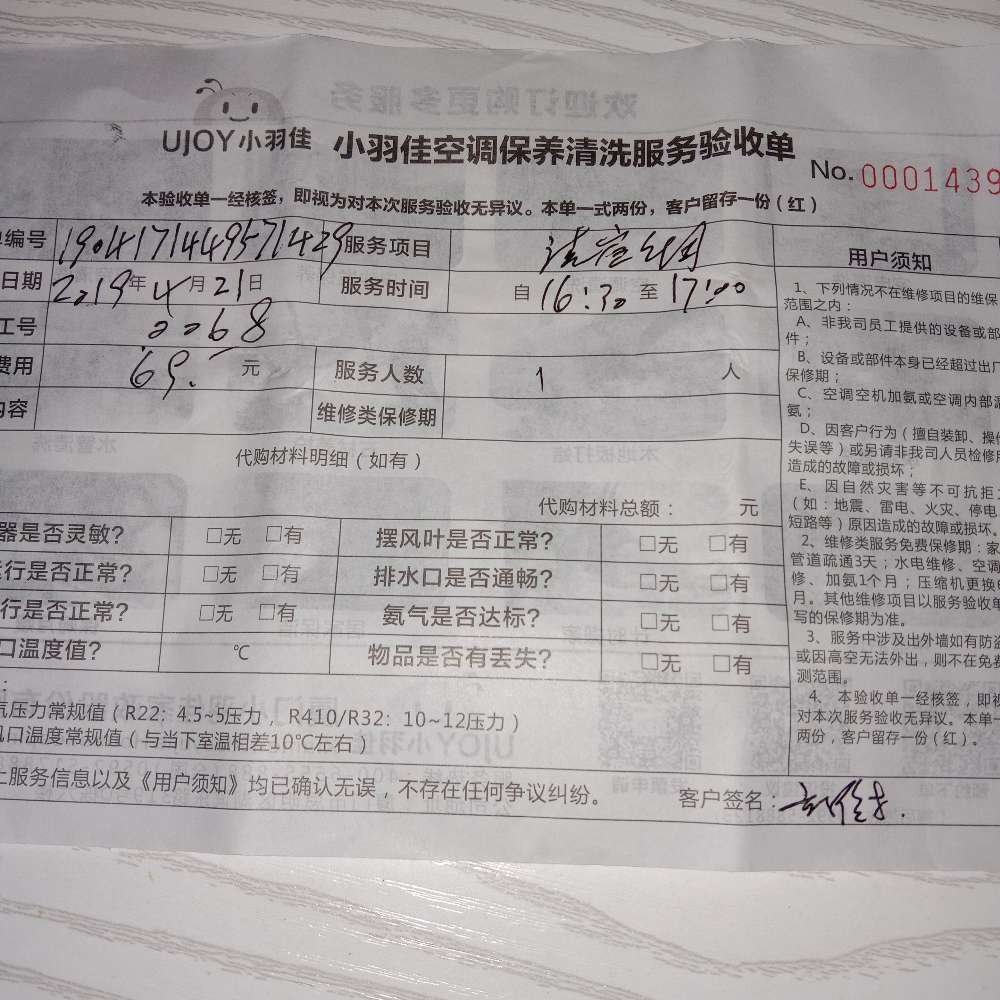 UJOY小羽佳 小羽佳空调保养清洗服务验收单
No. 0001439
本验收单一经核签，即视为对本次服务验收无异议。本单一式两份，客户留存一份（红）
编号 服务项目
日期 2019年4月21日 服务时间 自 16:30 至 17:00
工号 2068
费用 69. 元 服务人数 1 人
内容 维修类保修期
代购材料明细（如有）
代购材料总额： 元
器是否灵敏？ □无 □有 摆风叶是否正常？ □无 □有
行是否正常？ □无 □有 排水口是否通畅？ □无 □有
行是否正常？ □无 □有 氨气是否达标？ □无 □有
口温度值？ ℃ 物品是否有丢失？ □无 □有
气压力常规值（R22：4.5~5压力，R410/R32：10~12压力）
风口温度常规值（与当下室温相差10℃左右）
上服务信息以及《用户须知》均已确认无误，不存在任何争议纠纷。 客户签名：
用户须知
1、下列情况不在维修项目的维保
范围之内：
A、非我司员工提供的设备或部
件；
B、设备或部件本身已经超过出厂
保修期；
C、空调空机加氨或空调内部漏
氨；
D、因客户行为（擅自装卸、操作
失误等）或另请非我司人员检修所
造成的故障或损坏；
E、因自然灾害等不可抗拒
（如：地震、雷电、火灾、停电
短路等）原因造成的故障或损坏。
2、维修类服务免费保修期：家
管道疏通3天；水电维修、空调
修、加氨1个月；压缩机更换
月。其他维修项目以服务验收单
写的保修期为准。
3、服务中涉及出外墙如有防盗
或因高空无法外出，则不在免费
测范围。
4、本验收单一经核签，即视
对本次服务验收无异议。本单一
两份，客户留存一份（红）。